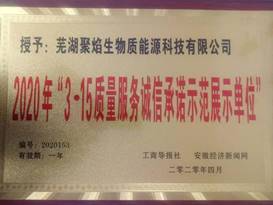 授予：芜湖聚焰生物质能源科技有限公司
2020年“3-15质量服务诚信承诺示范展示单位”
编号：2020153
有效期：一年
工商导报社 安徽经济新闻网
二〇二〇年四月